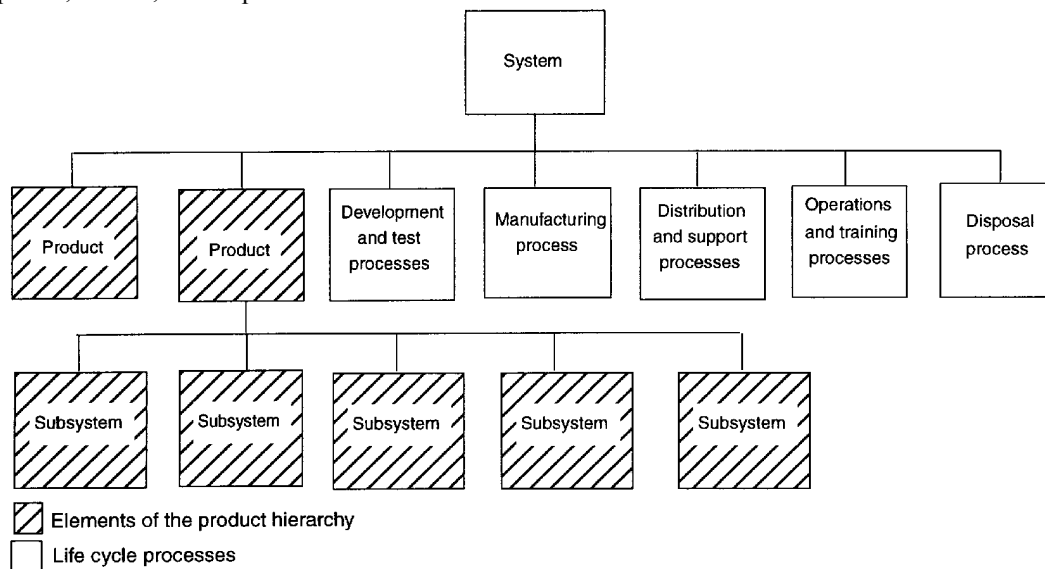 System
Product
Product
Development
and test
processes
Manufacturing
process
Distribution
and support
processes
Operations
and training
processes
Disposal
process
Subsystem
Subsystem
Subsystem
Subsystem
Subsystem
Elements of the product hierarchy
Life cycle processes